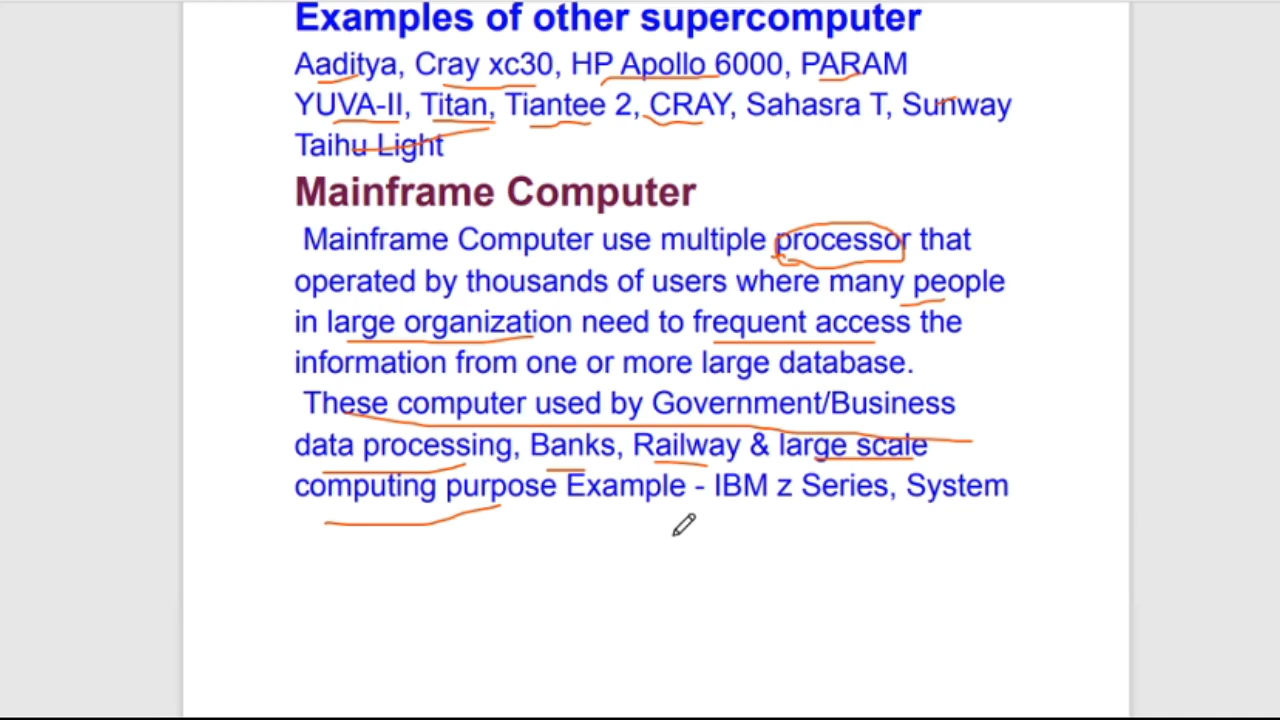 Examples of other supercomputer
Aaditya, Cray xc30, HP Apollo 6000, PARAM
YUVA-II, Titan, Tiantee 2, CRAY, Sahasra T, Sunway
Taihu Light
Mainframe Computer
Mainframe Computer use multiple processor that
operated by thousands of users where many people
in large organization need to frequent access the
information from one or more large database.
These computer used by Government/Business
data processing, Banks, Railway & large scale
computing purpose Example - IBM z Series, System